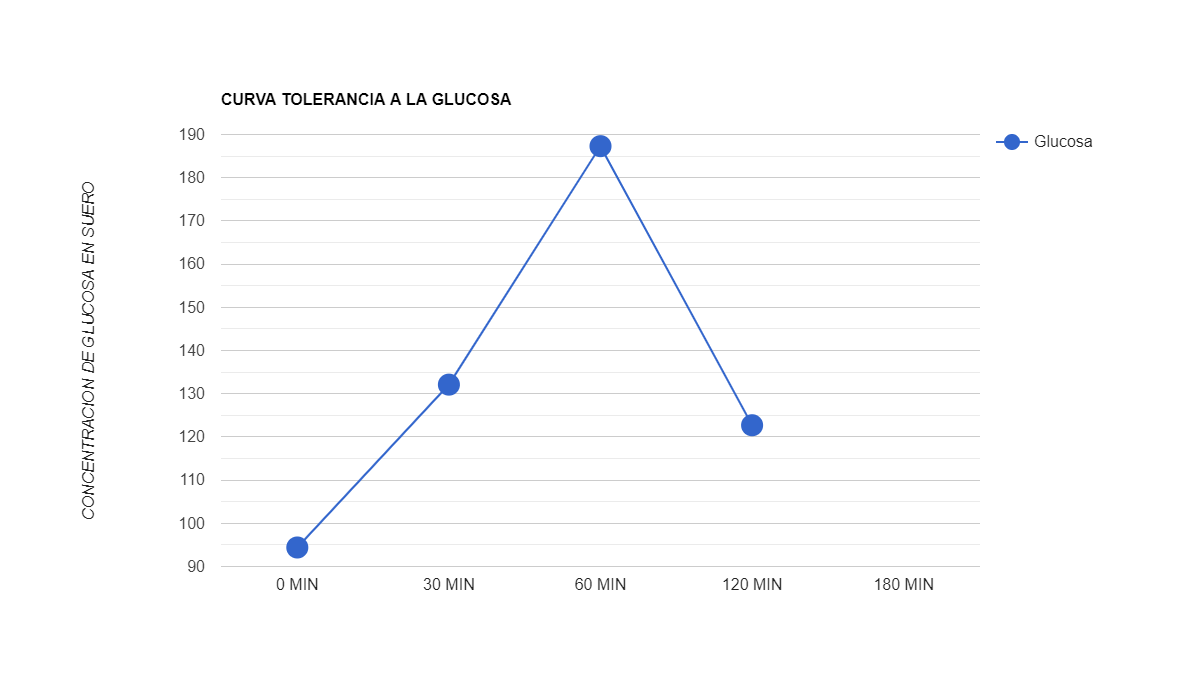 CURVA TOLERANCIA A LA GLUCOSA
CONCENTRACION DE GLUCOSA EN SUERO
190
180
170
160
150
140
130
120
110
100
90
0 MIN
30 MIN
60 MIN
120 MIN
180 MIN
Glucosa